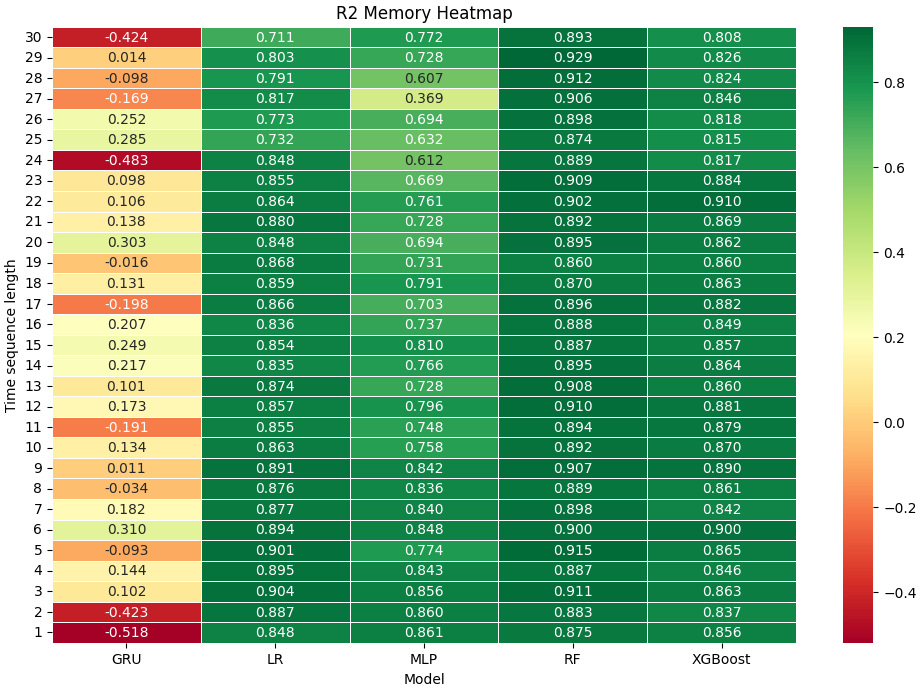 R2 Memory Heatmap
30 -0.424 0.711 0.772 0.893 0.808
29 0.014 0.803 0.728 0.929 0.826
28 -0.098 0.791 0.607 0.912 0.824
27 -0.169 0.817 0.369 0.906 0.846
26 0.252 0.773 0.694 0.898 0.818
25 0.285 0.732 0.632 0.874 0.815
24 -0.483 0.848 0.612 0.889 0.817
23 0.098 0.855 0.669 0.909 0.884
22 0.106 0.864 0.761 0.902 0.910
21 0.138 0.880 0.728 0.892 0.869
20 0.303 0.848 0.694 0.895 0.862
19 -0.016 0.868 0.731 0.860 0.860
18 0.131 0.859 0.791 0.870 0.863
17 -0.198 0.866 0.703 0.896 0.882
16 0.207 0.836 0.737 0.888 0.849
15 0.249 0.854 0.810 0.887 0.857
14 0.217 0.835 0.766 0.895 0.864
13 0.101 0.874 0.728 0.908 0.860
12 0.173 0.857 0.796 0.910 0.881
11 -0.191 0.855 0.748 0.894 0.879
10 0.134 0.863 0.758 0.892 0.870
9 0.011 0.891 0.842 0.907 0.890
8 -0.034 0.876 0.836 0.889 0.861
7 0.182 0.877 0.840 0.898 0.842
6 0.310 0.894 0.848 0.900 0.900
5 -0.093 0.901 0.774 0.915 0.865
4 0.144 0.895 0.843 0.887 0.846
3 0.102 0.904 0.856 0.911 0.863
2 -0.423 0.887 0.860 0.883 0.837
1 -0.518 0.848 0.861 0.875 0.856
GRU LR MLP RF XGBoost
Model
Time sequence length
0.8
0.6
0.4
0.2
0.0
−0.2
−0.4